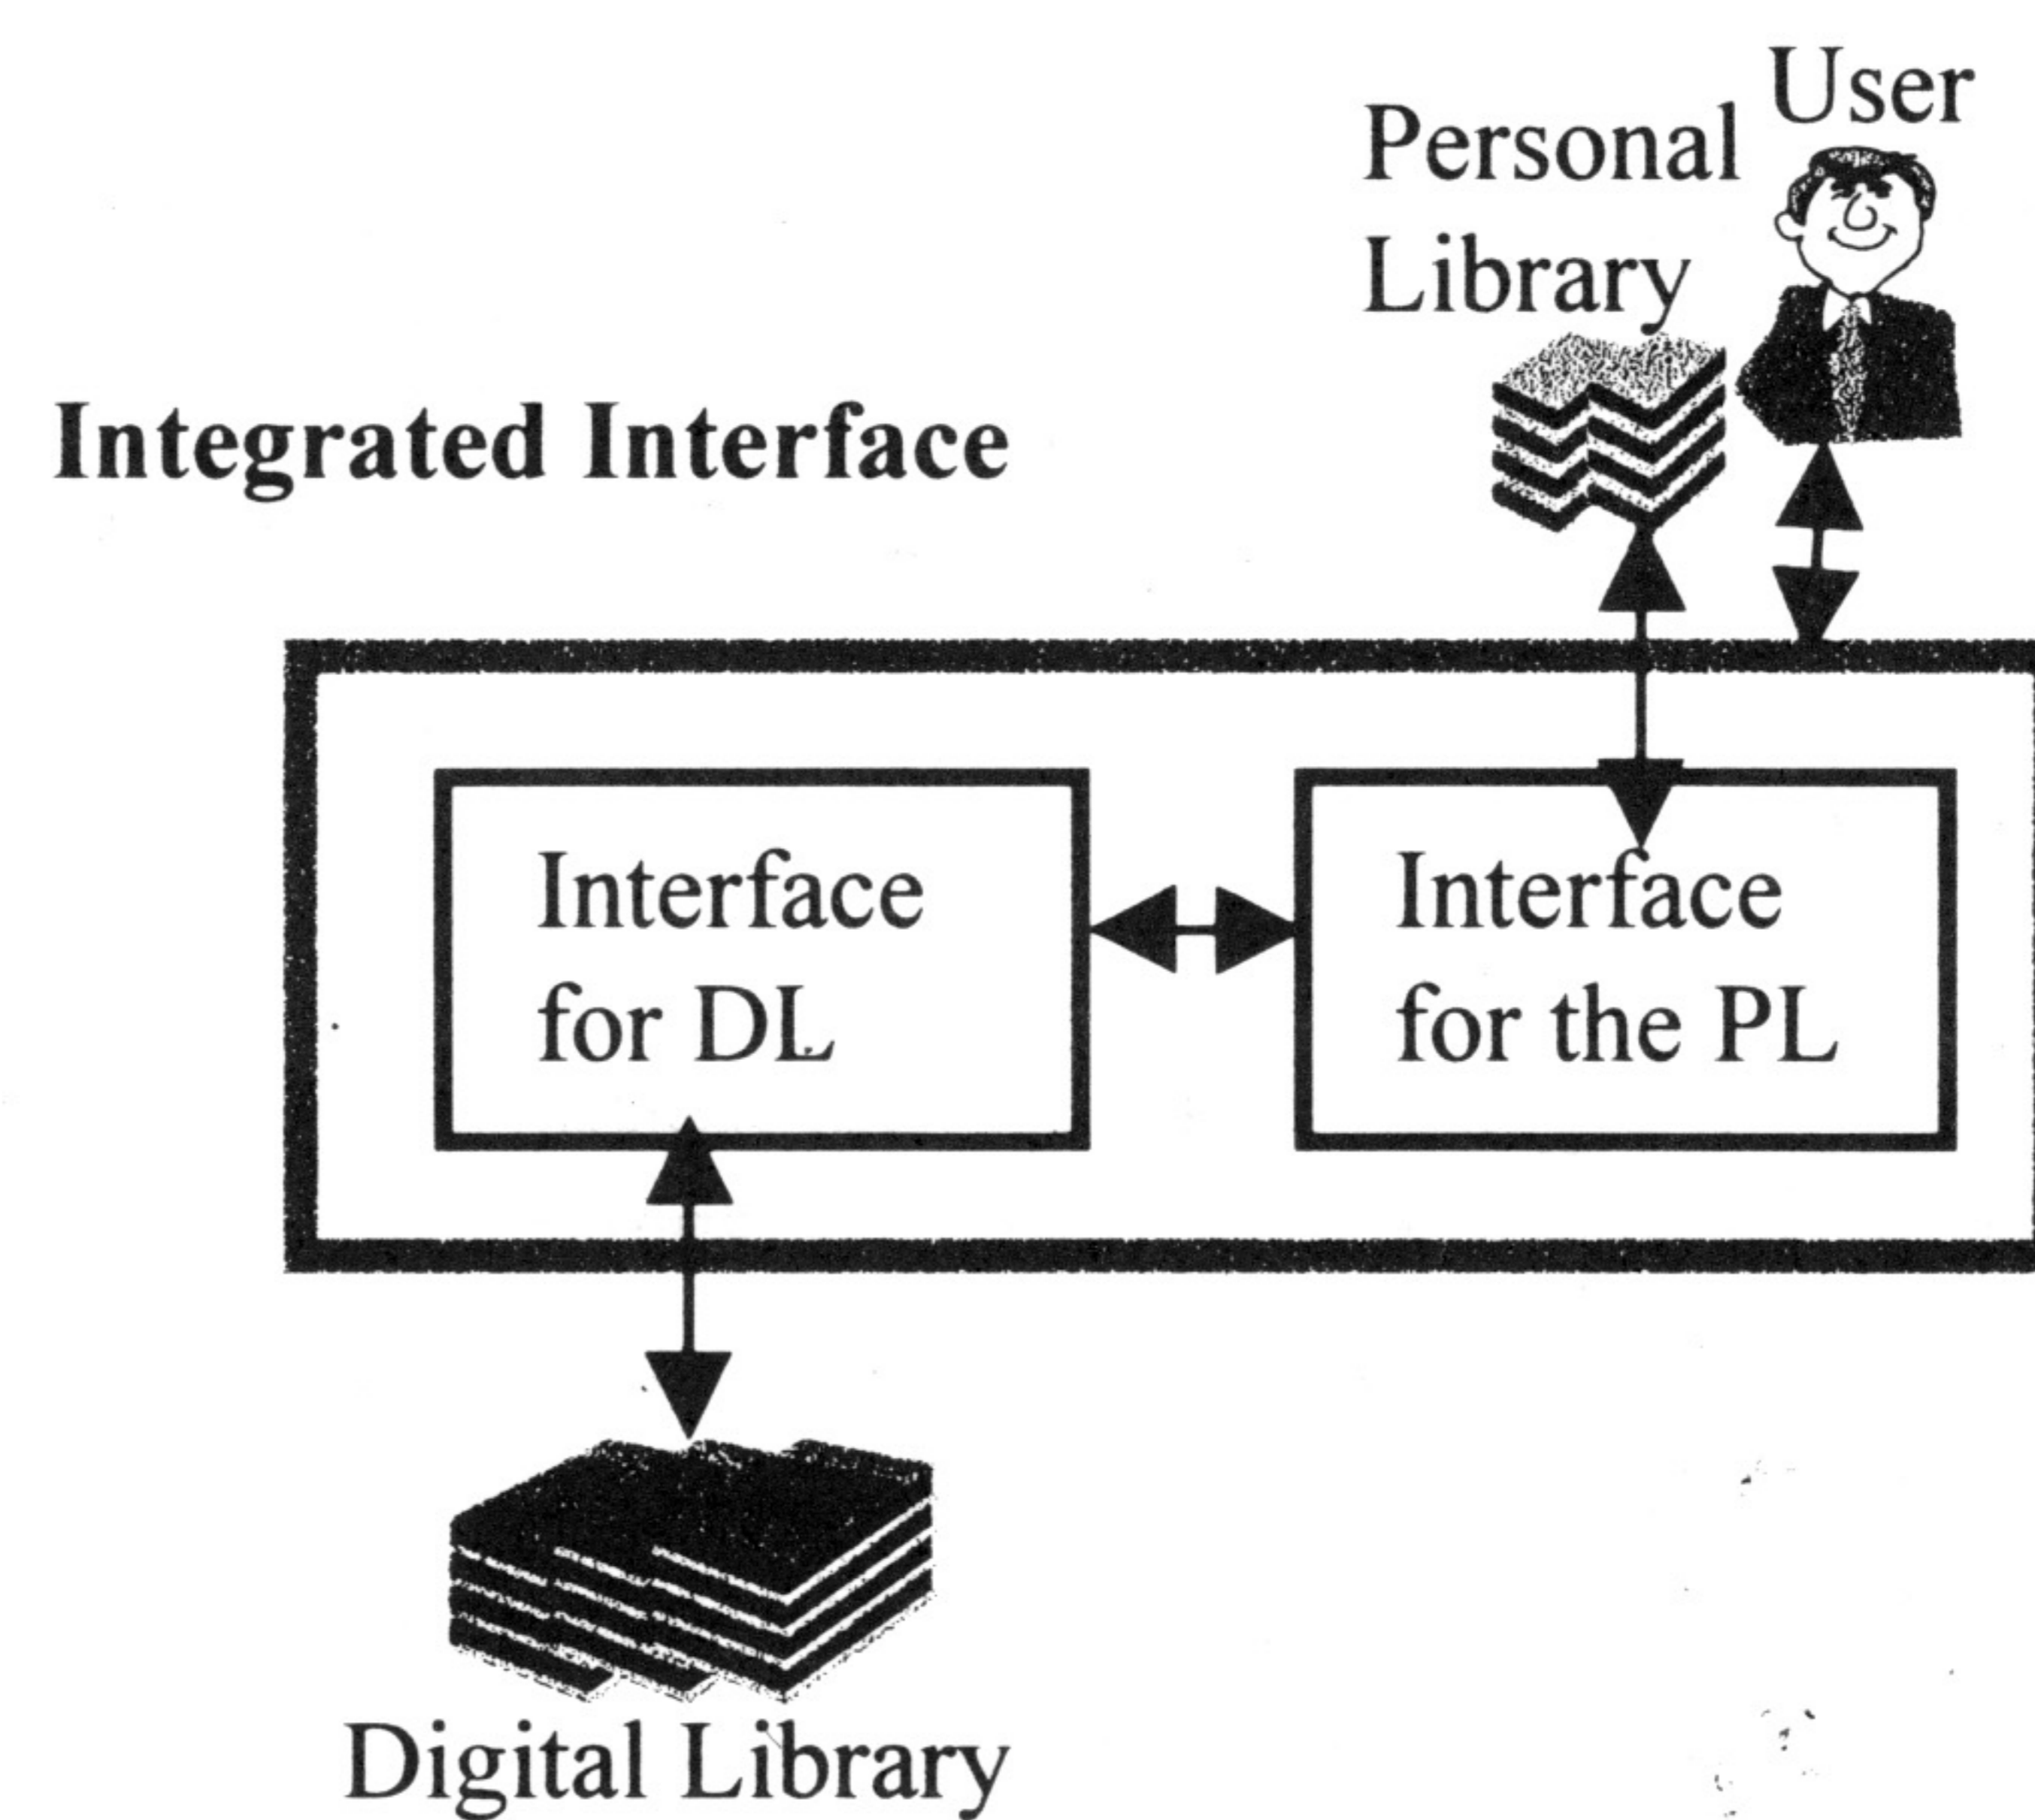 User
Personal
Library
Integrated Interface
Interface
for DL
Interface
for the PL
Digital Library